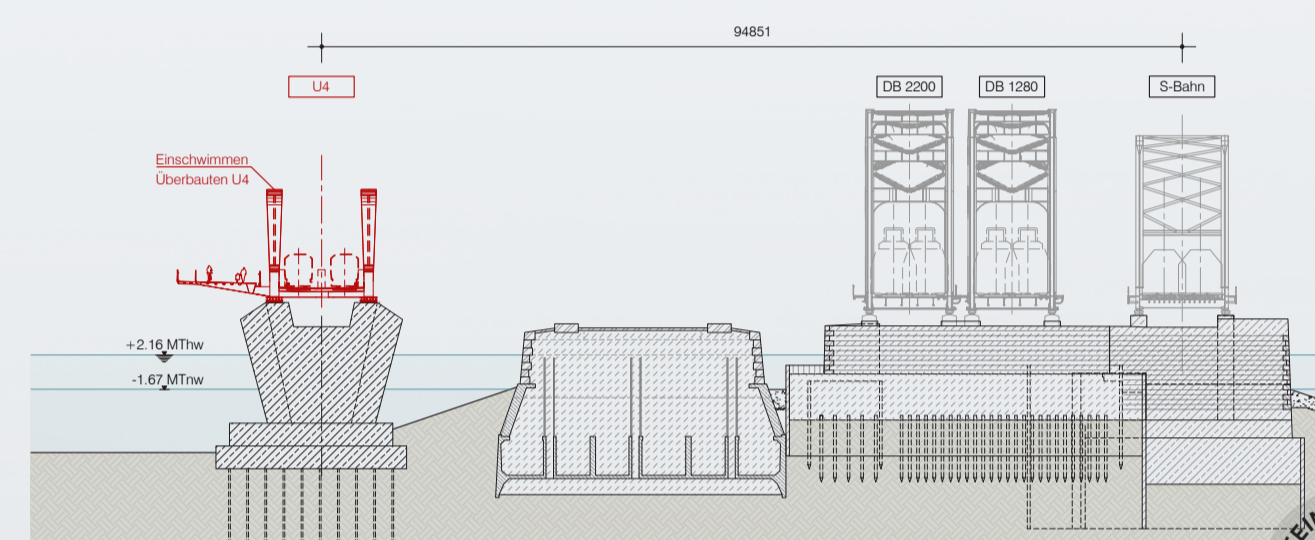 94851
U4
DB 2200
DB 1280
S-Bahn
Einschwimmen
Überbauten U4
+2.16 MThw
-1.67 MTnw